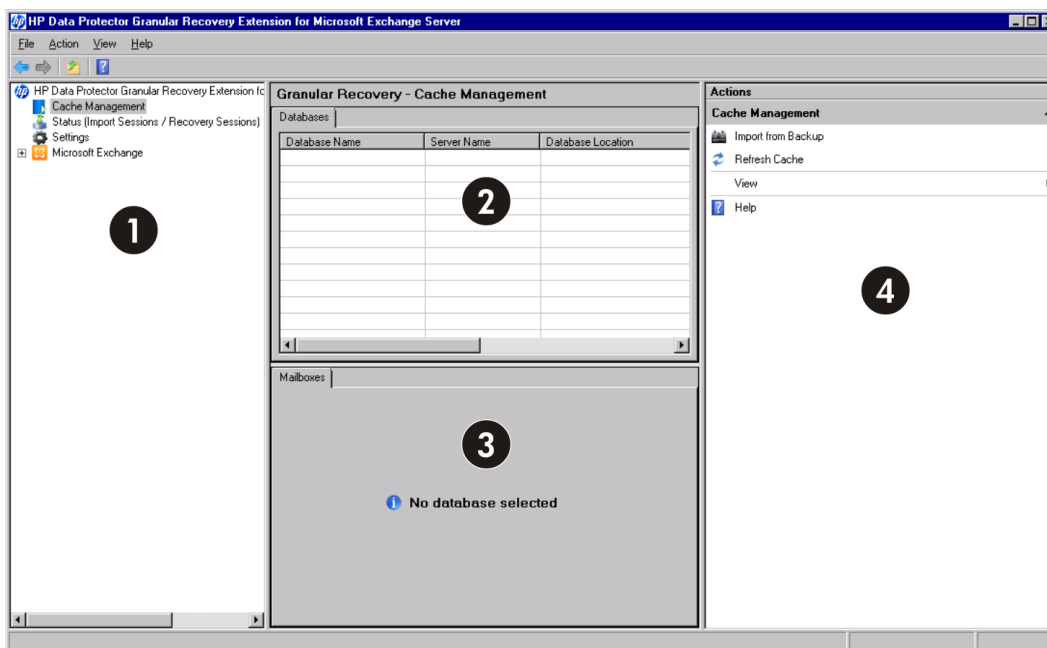 HP Data Protector Granular Recovery Extension for Microsoft Exchange Server
File Action View Help
HP Data Protector Granular Recovery Extension fo
Cache Management
Status (Import Sessions / Recovery Sessions)
Settings
Microsoft Exchange
1
Granular Recovery - Cache Management
Databases
Database Name Server Name Database Location
2
Mailboxes
3
No database selected
Actions
Cache Management
Import from Backup
Refresh Cache
View
Help
4